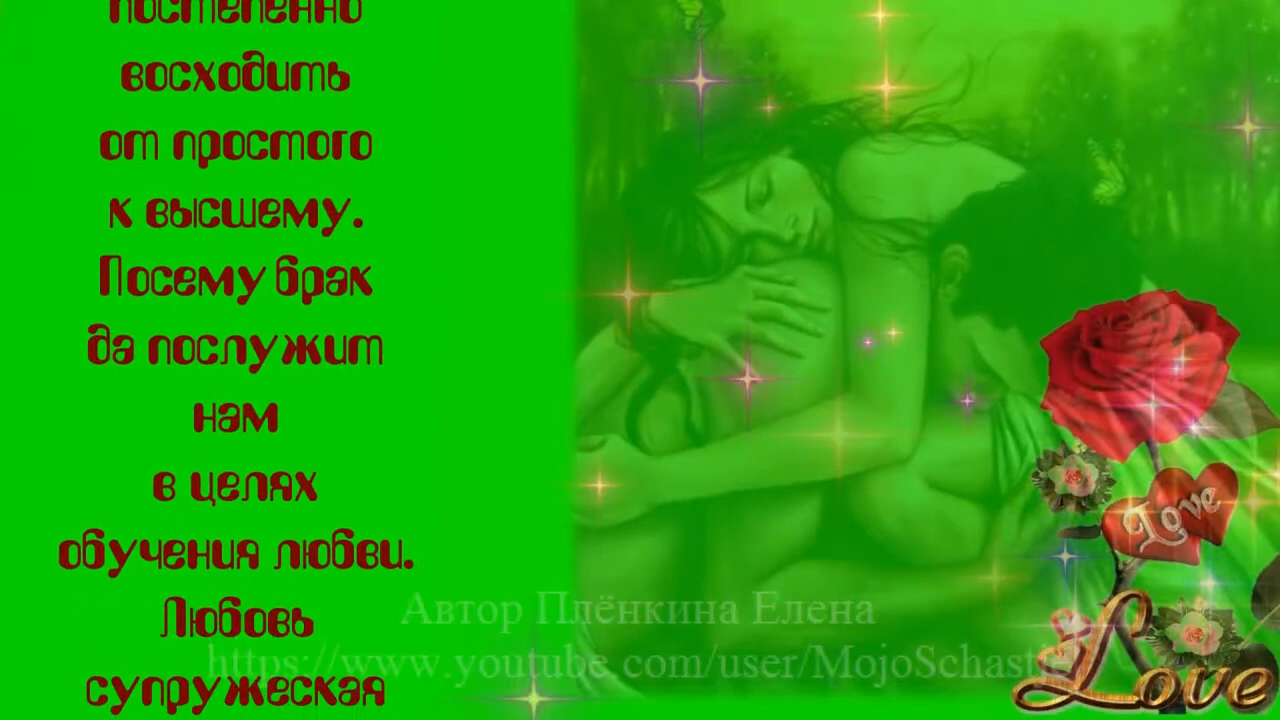 постепенно
восходить
от простого
к высшему.
Посему брак
да послужит
нам
в целях
обучения любви.
Любовь
супружеская
Автор Плёнкина Елена
https://www.youtube.com/user/MojoSchast
Love
Love